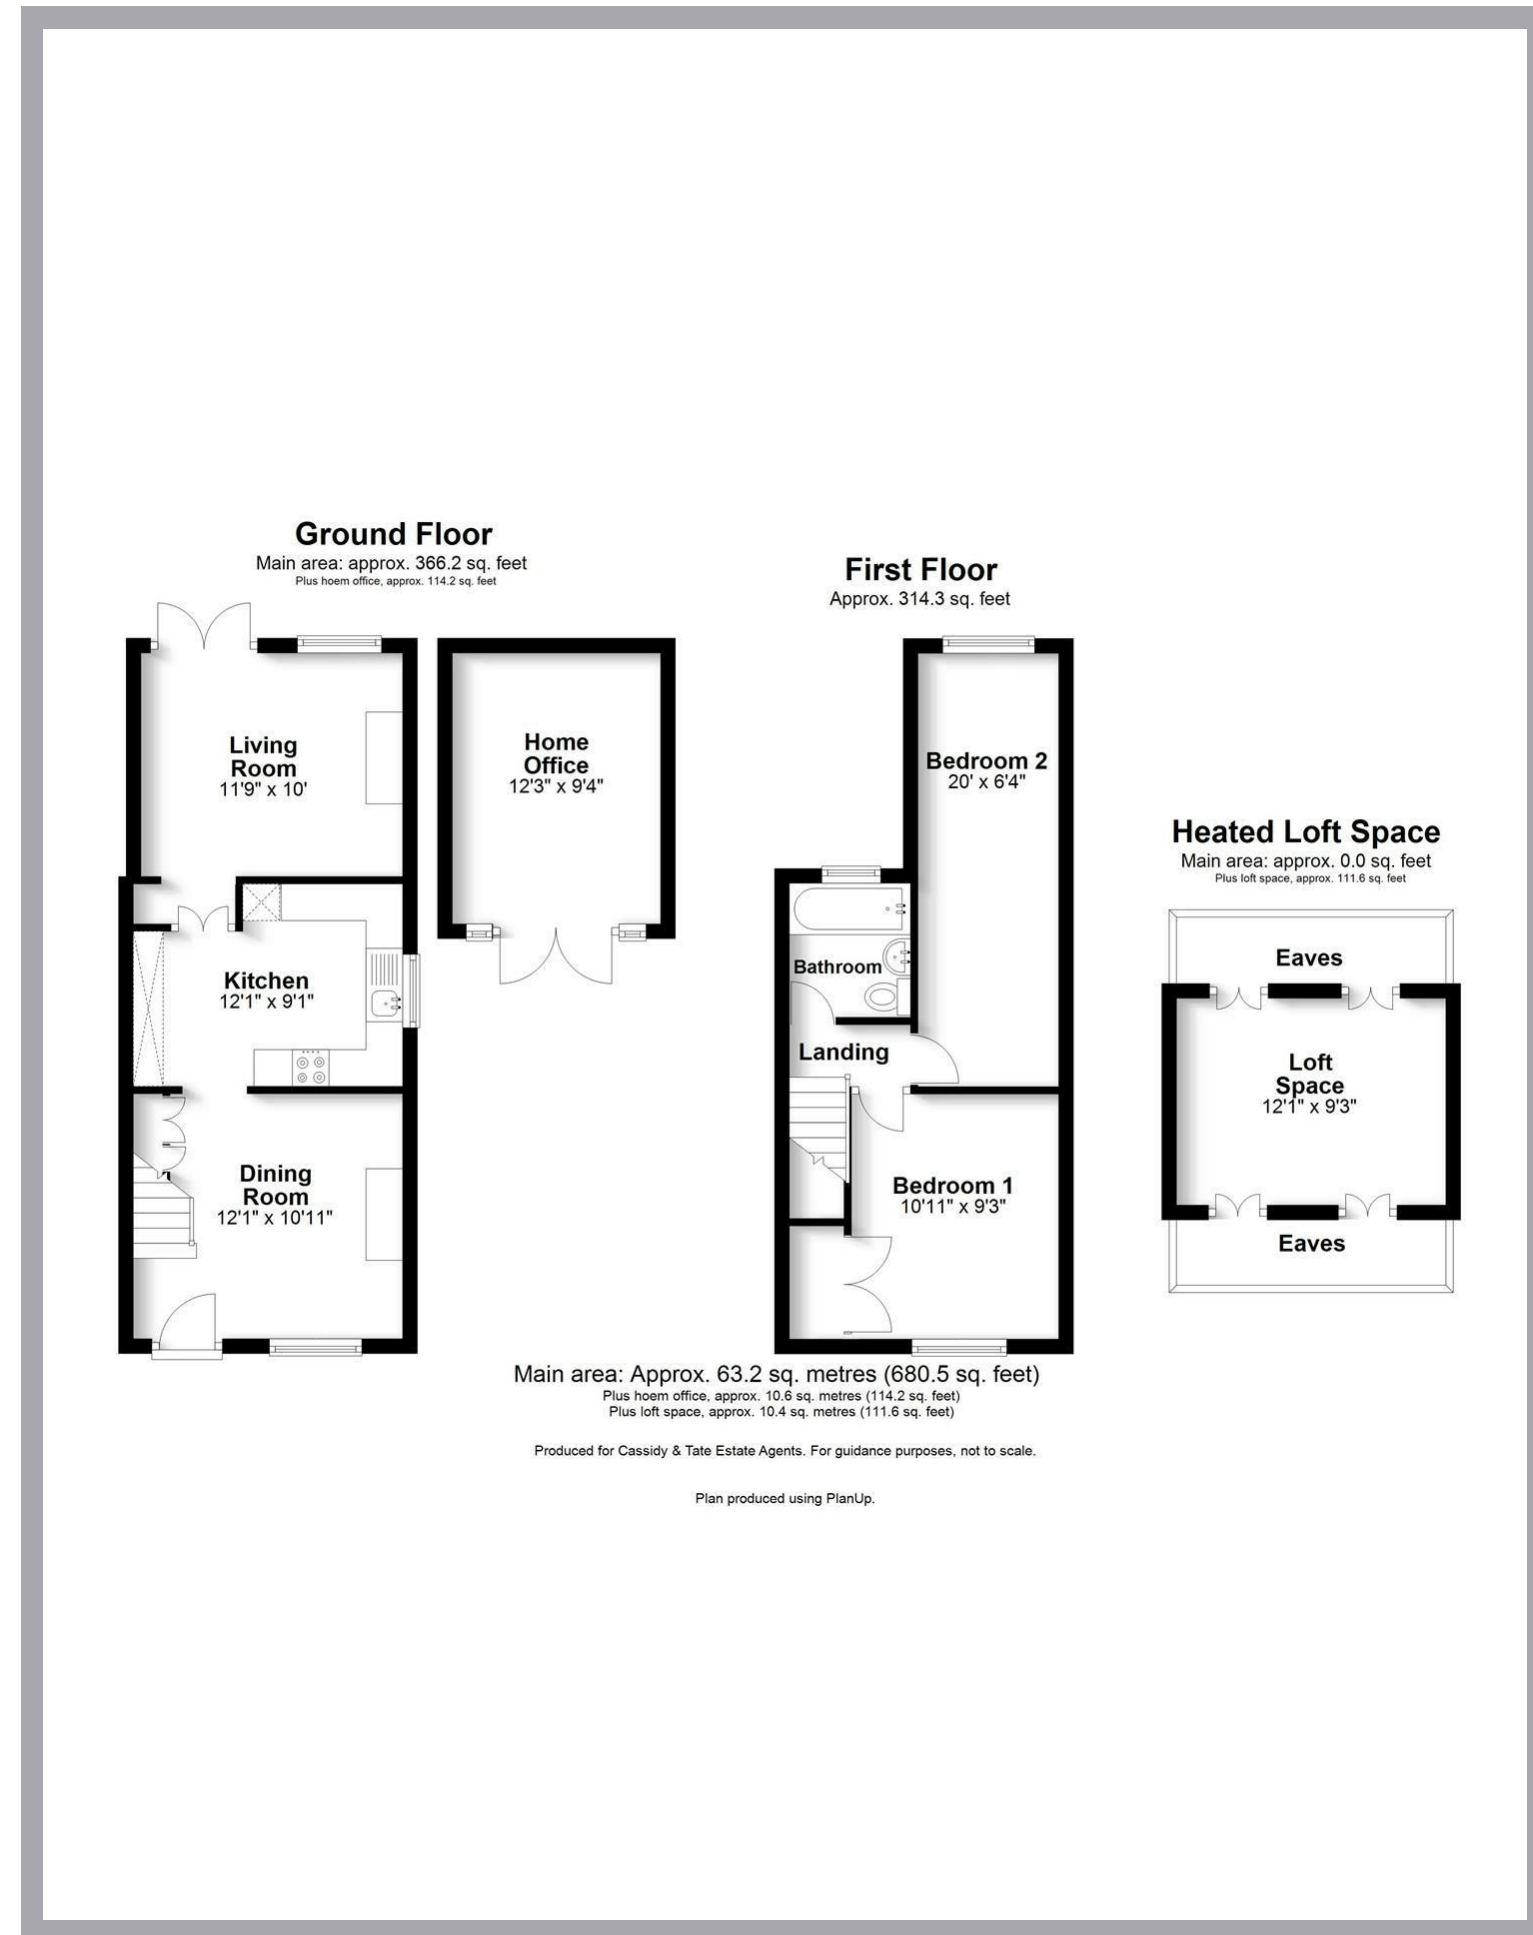 Ground Floor
Main area: approx. 366.2 sq. feet
Plus hoem office, approx. 114.2 sq. feet
Living
Room
11'9" x 10'
Home
Office
12'3" x 9'4"
Kitchen
12'1" x 9'1"
Dining
Room
12'1" x 10'11"
First Floor
Approx. 314.3 sq. feet
Bedroom 2
20' x 6'4"
Bathroom
Landing
Bedroom 1
10'11" x 9'3"
Heated Loft Space
Main area: approx. 0.0 sq. feet
Plus loft space, approx. 111.6 sq. feet
Eaves
Loft
Space
12'1" x 9'3"
Eaves
Main area: Approx. 63.2 sq. metres (680.5 sq. feet)
Plus hoem office, approx. 10.6 sq. metres (114.2 sq. feet)
Plus loft space, approx. 10.4 sq. metres (111.6 sq. feet)
Produced for Cassidy & Tate Estate Agents. For guidance purposes, not to scale.
Plan produced using PlanUp.